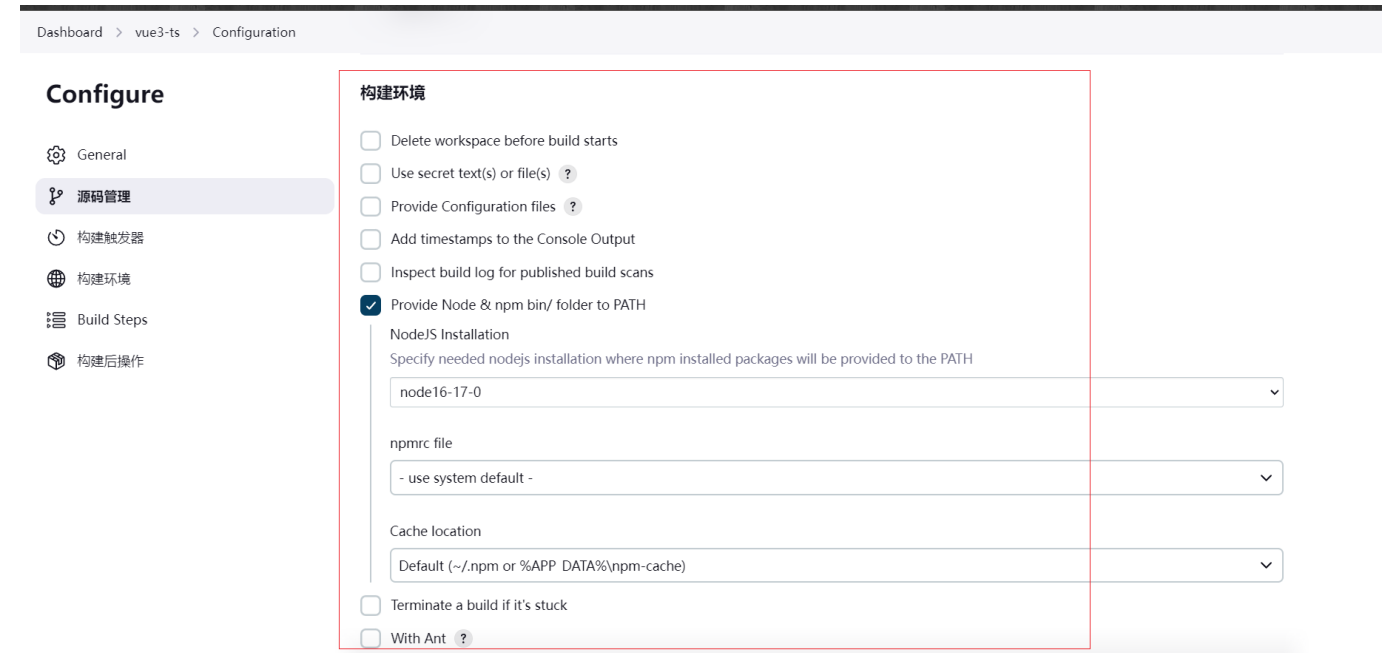 Dashboard > vue3-ts > Configuration
Configure
General
源码管理
构建触发器
构建环境
Build Steps
构建后操作
构建环境
Delete workspace before build starts
Use secret text(s) or file(s) ?
Provide Configuration files ?
Add timestamps to the Console Output
Inspect build log for published build scans
Provide Node & npm bin/ folder to PATH
NodeJS Installation
Specify needed nodejs installation where npm installed packages will be provided to the PATH
node16-17-0
npmrc file
- use system default -
Cache location
Default (~/.npm or %APP_DATA%\npm-cache)
Terminate a build if it's stuck
With Ant ?